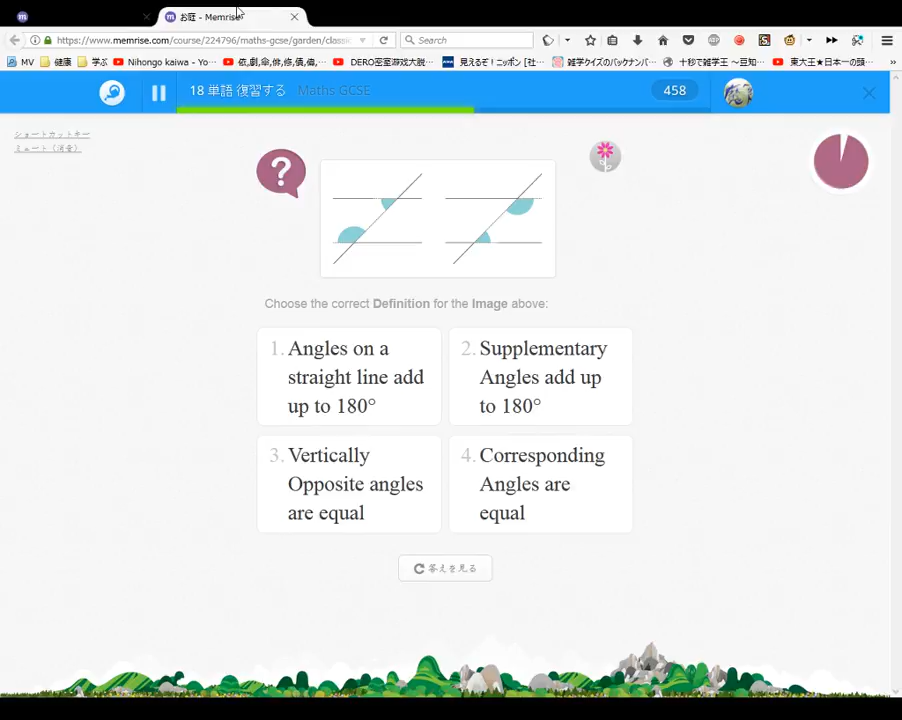 お庭 - Memrise
https://www.memrise.com/course/224796/maths-gcse/garden/classic
Search
MV 健康 学ぶ Nihongo kaiwa - Yo… DERO密室游戏大脱… 見えるぞ！ニッポン [社… 雑学クイズのバックナンバ… 十秒で雑学王 ～豆知… 東大王★日本一の頭…
18 単語 復習する Maths GCSE 458
ショートカットキー
ミュート（消音）
?
Choose the correct Definition for the Image above:
1. Angles on a
straight line add
up to 180°
2. Supplementary
Angles add up
to 180°
3. Vertically
Opposite angles
are equal
4. Corresponding
Angles are
equal
答えを見る